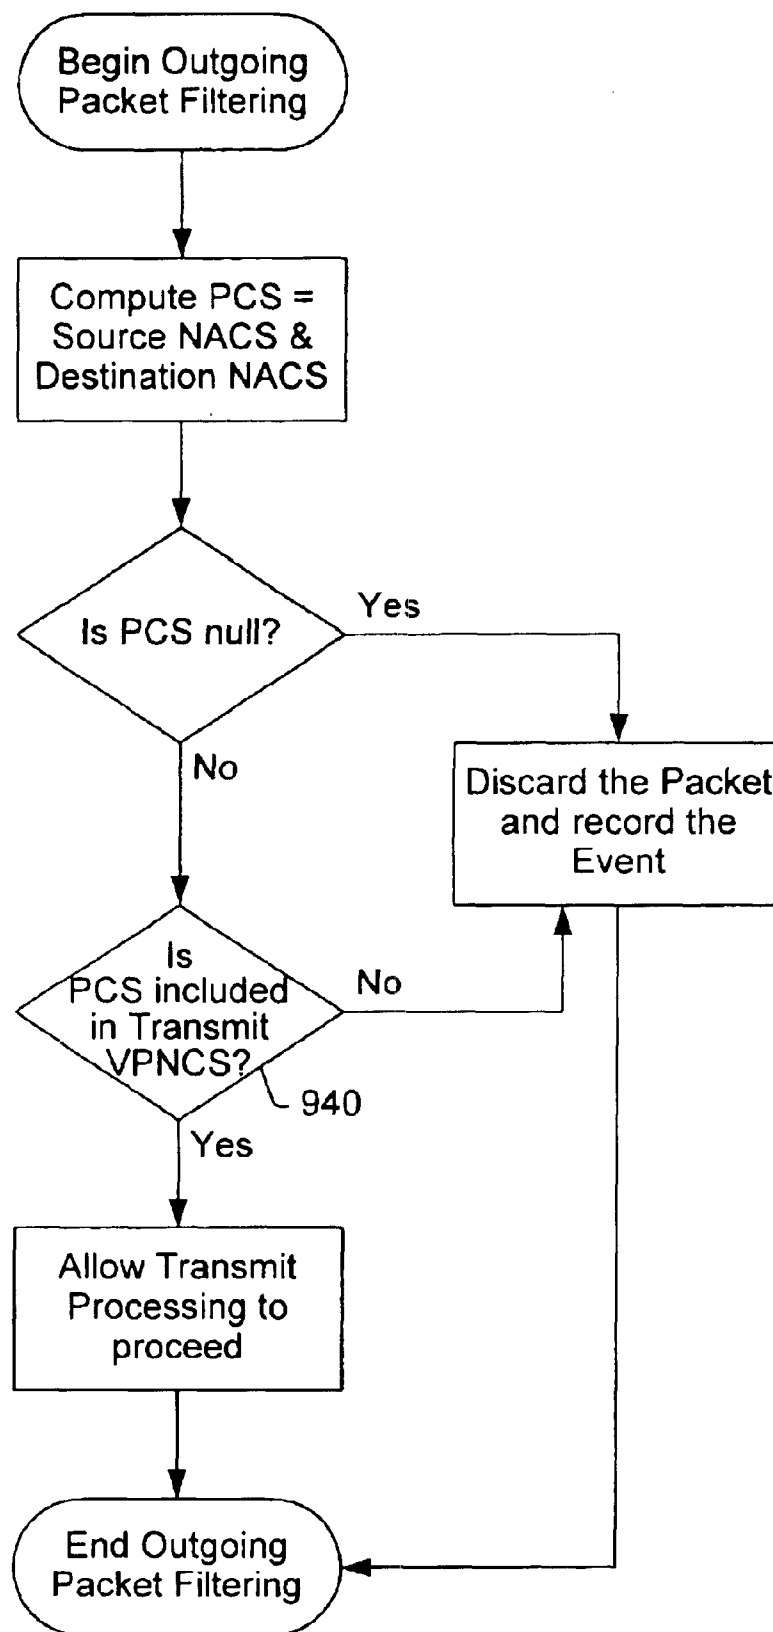 Begin Outgoing
Packet Filtering
Compute PCS =
Source NACS &
Destination NACS
Is PCS null?
Yes
No
Discard the Packet
and record the
Event
Is
PCS included
in Transmit
VPNCS?
No
940
Yes
Allow Transmit
Processing to
proceed
End Outgoing
Packet Filtering